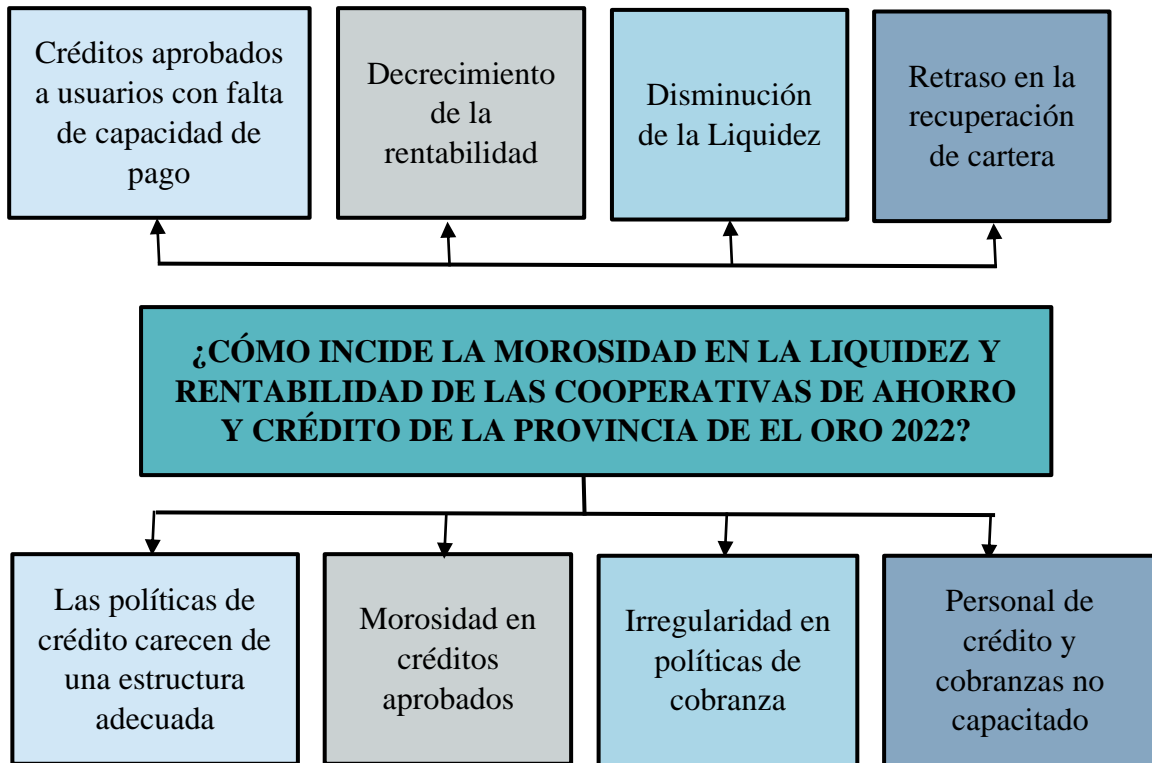 Créditos aprobados
a usuarios con falta
de capacidad de
pago
Decrecimiento
de la
rentabilidad
Disminución
de la Liquidez
Retraso en la
recuperación
de cartera
¿CÓMO INCIDE LA MOROSIDAD EN LA LIQUIDEZ Y
RENTABILIDAD DE LAS COOPERATIVAS DE AHORRO
Y CRÉDITO DE LA PROVINCIA DE EL ORO 2022?
Las políticas de
crédito carecen de
una estructura
adecuada
Morosidad en
créditos
aprobados
Irregularidad en
políticas de
cobranza
Personal de
crédito y
cobranzas no
capacitado